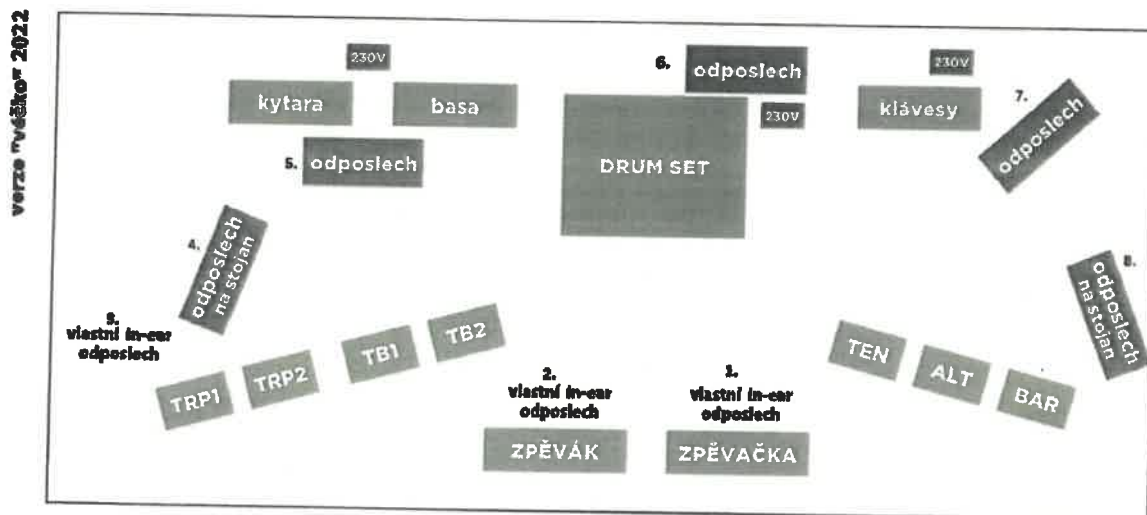 verze "véčko" 2022
230V
kytara
basa
5.
odposlech
6.
odposlech
230V
DRUM SET
230V
klávesy
7.
odposlech
4.
odposlech
na stojan
8.
odposlech
na stojan
3.
vlastní in-ear
odposlech
TRP1
TRP2
TB1
TB2
TEN
ALT
BAR
2.
vlastní in-ear
odposlech
ZPĚVÁK
1.
vlastní in-ear
odposlech
ZPĚVAČKA